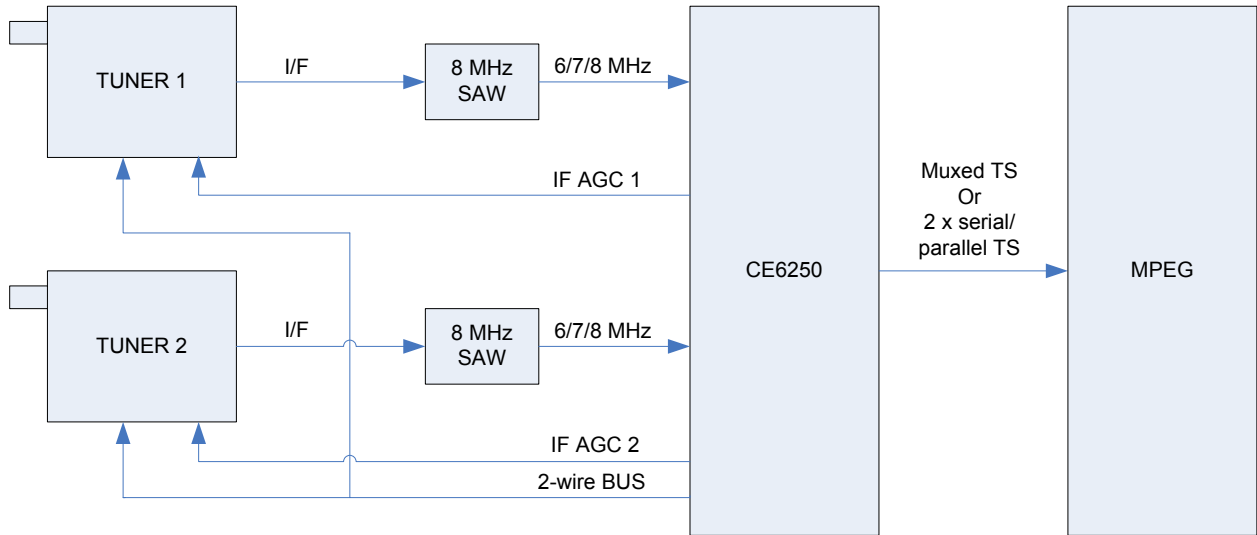 TUNER 1
I/F
8 MHz
SAW
6/7/8 MHz
IF AGC 1
CE6250
Muxed TS
Or
2 x serial/
parallel TS
MPEG
TUNER 2
I/F
8 MHz
SAW
6/7/8 MHz
IF AGC 2
2-wire BUS